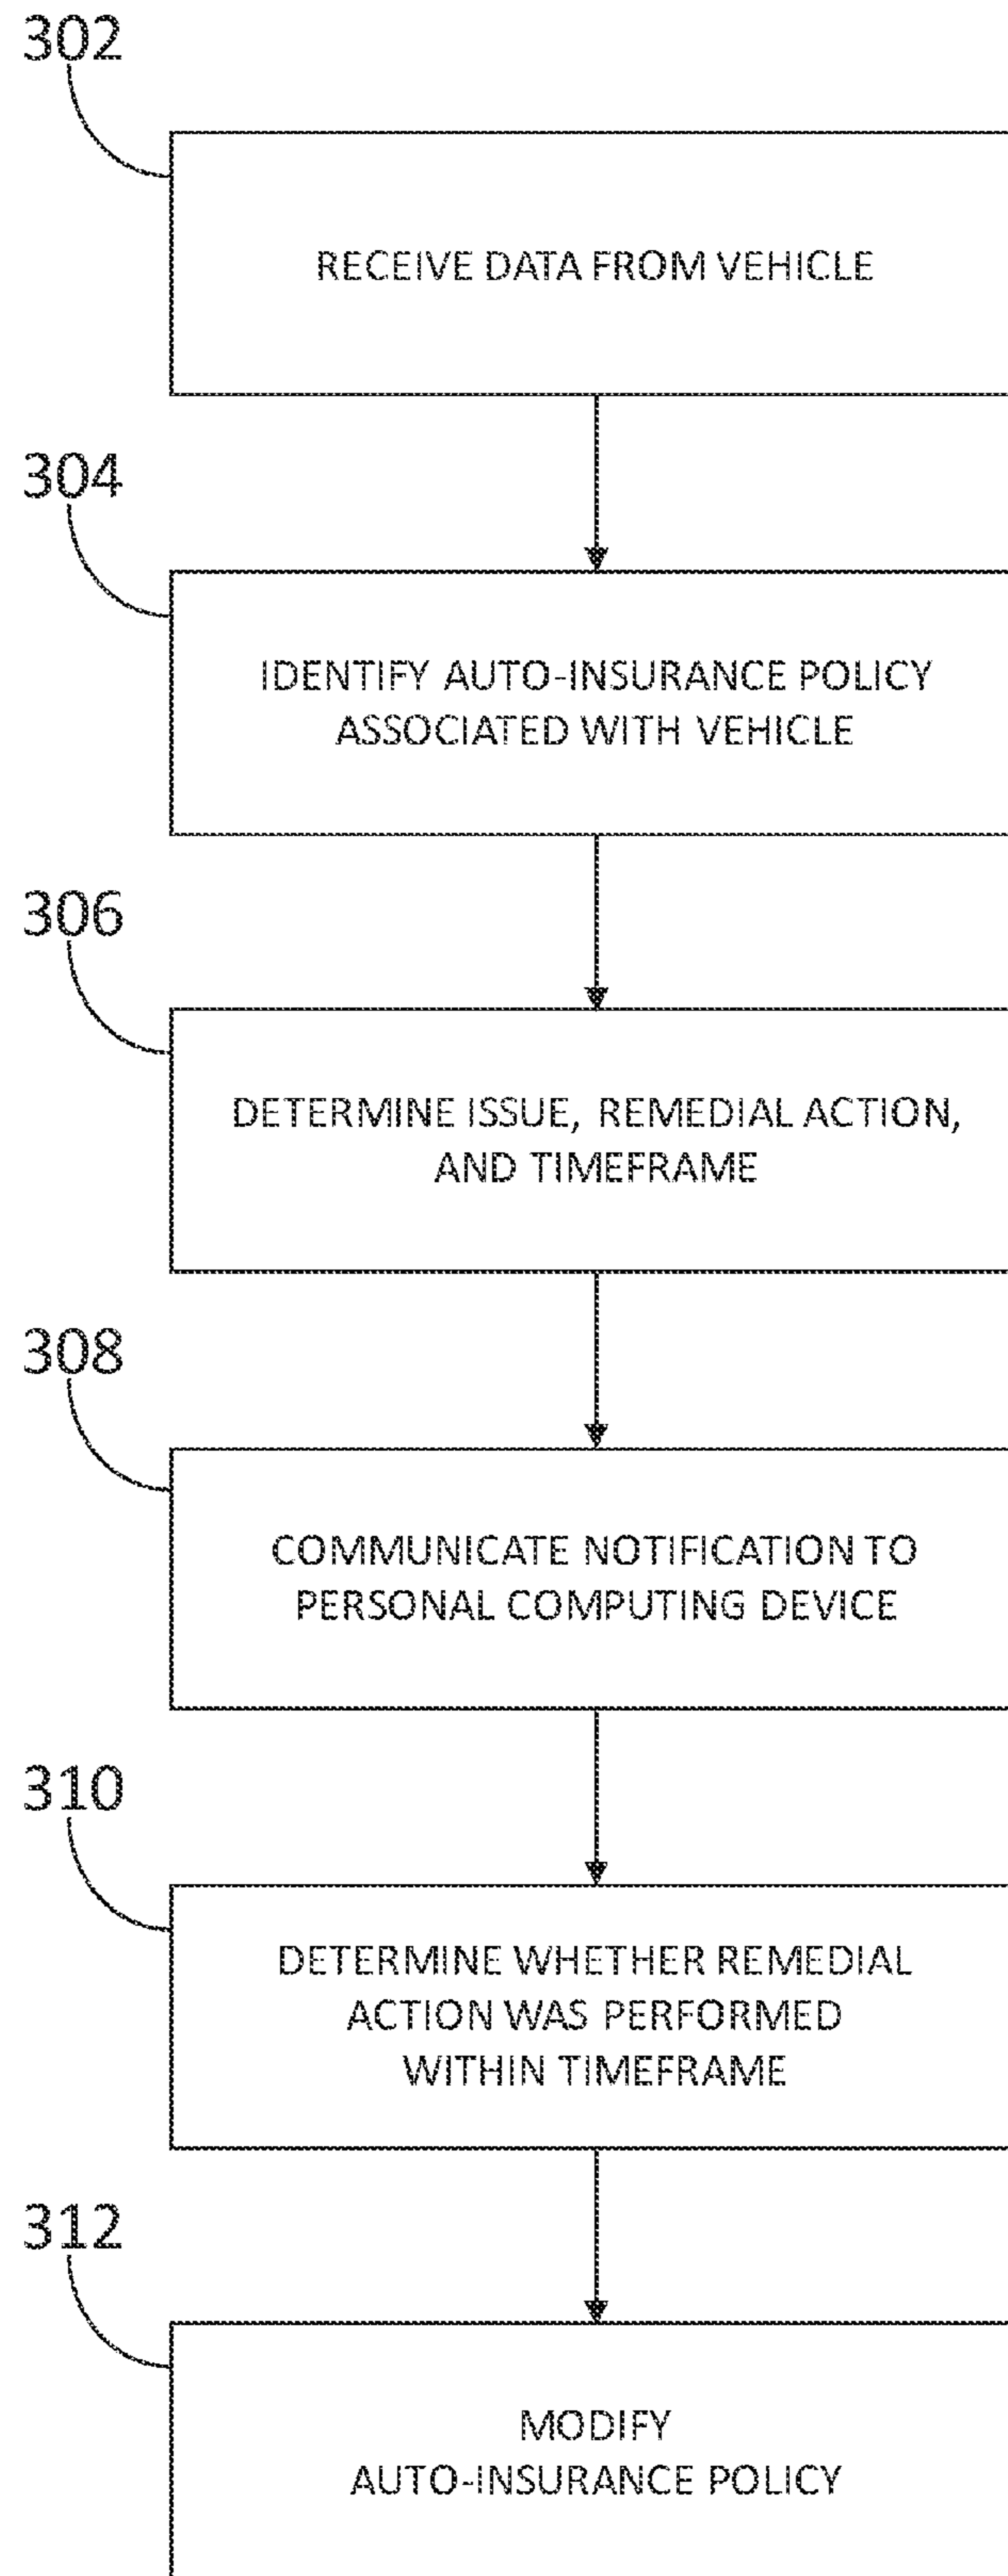 302
RECEIVE DATA FROM VEHICLE
304
IDENTIFY AUTO-INSURANCE POLICY
ASSOCIATED WITH VEHICLE
306
DETERMINE ISSUE, REMEDIAL ACTION,
AND TIMEFRAME
308
COMMUNICATE NOTIFICATION TO
PERSONAL COMPUTING DEVICE
310
DETERMINE WHETHER REMEDIAL
ACTION WAS PERFORMED
WITHIN TIMEFRAME
312
MODIFY
AUTO-INSURANCE POLICY